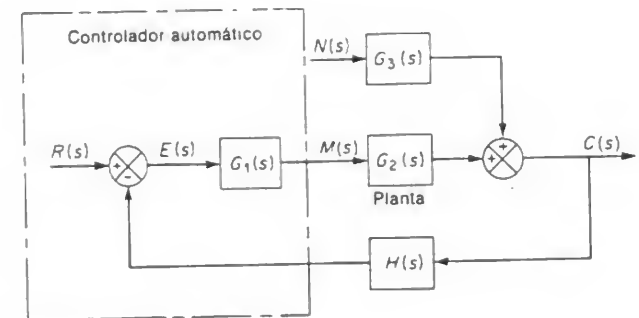 Controlador automático
N(s)
G₃(s)
R(s)
+
-
E(s)
G₁(s)
M(s)
G₂(s)
Planta
+
+
C(s)
H(s)